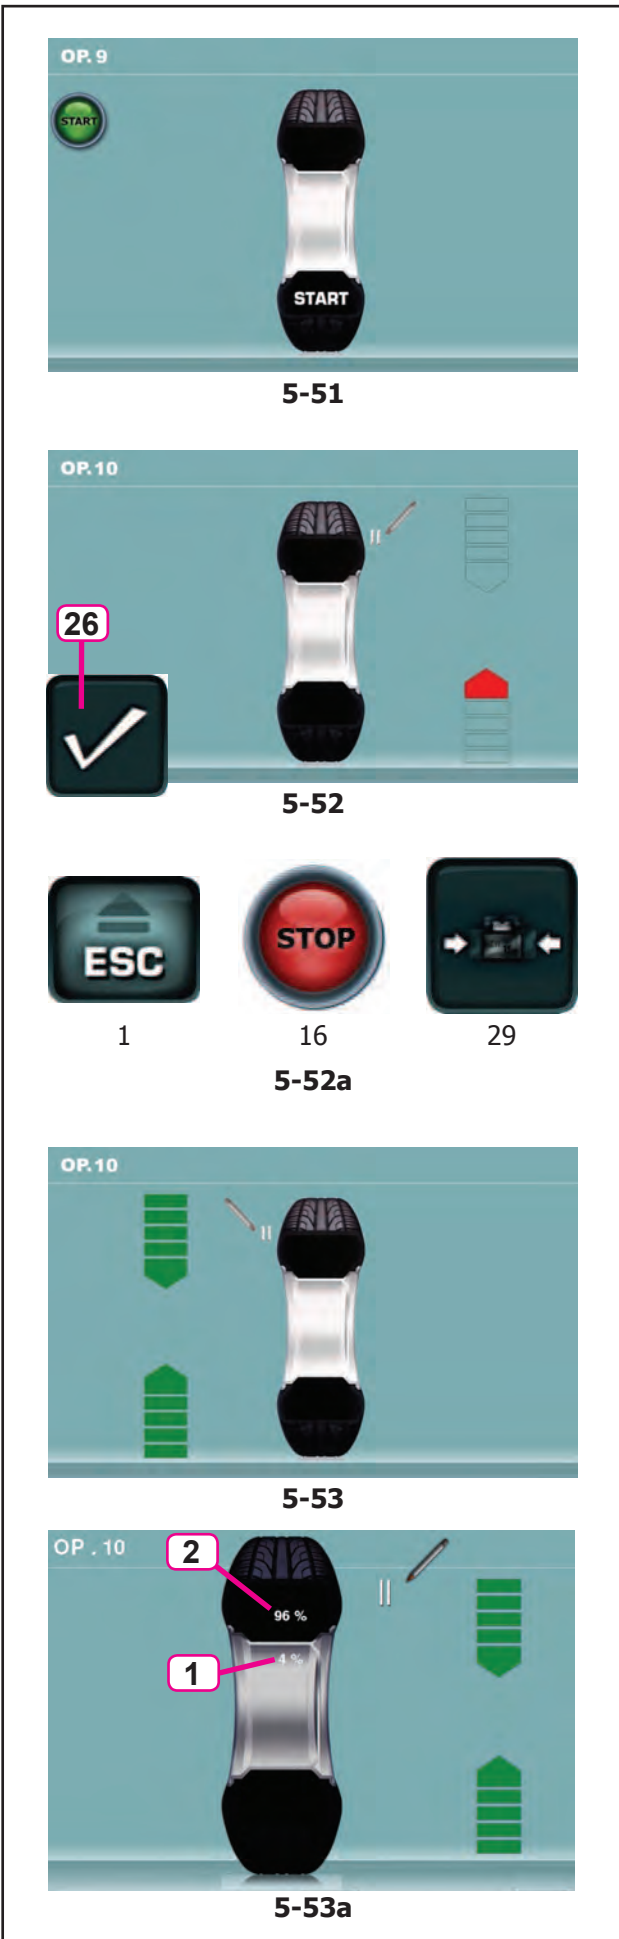 OP. 9
START
START
5-51
OP.10
26
5-52
ESC
STOP
1 16 29
5-52a
OP.10
5-53
OP . 10
2
96 %
4 %
1
5-53a